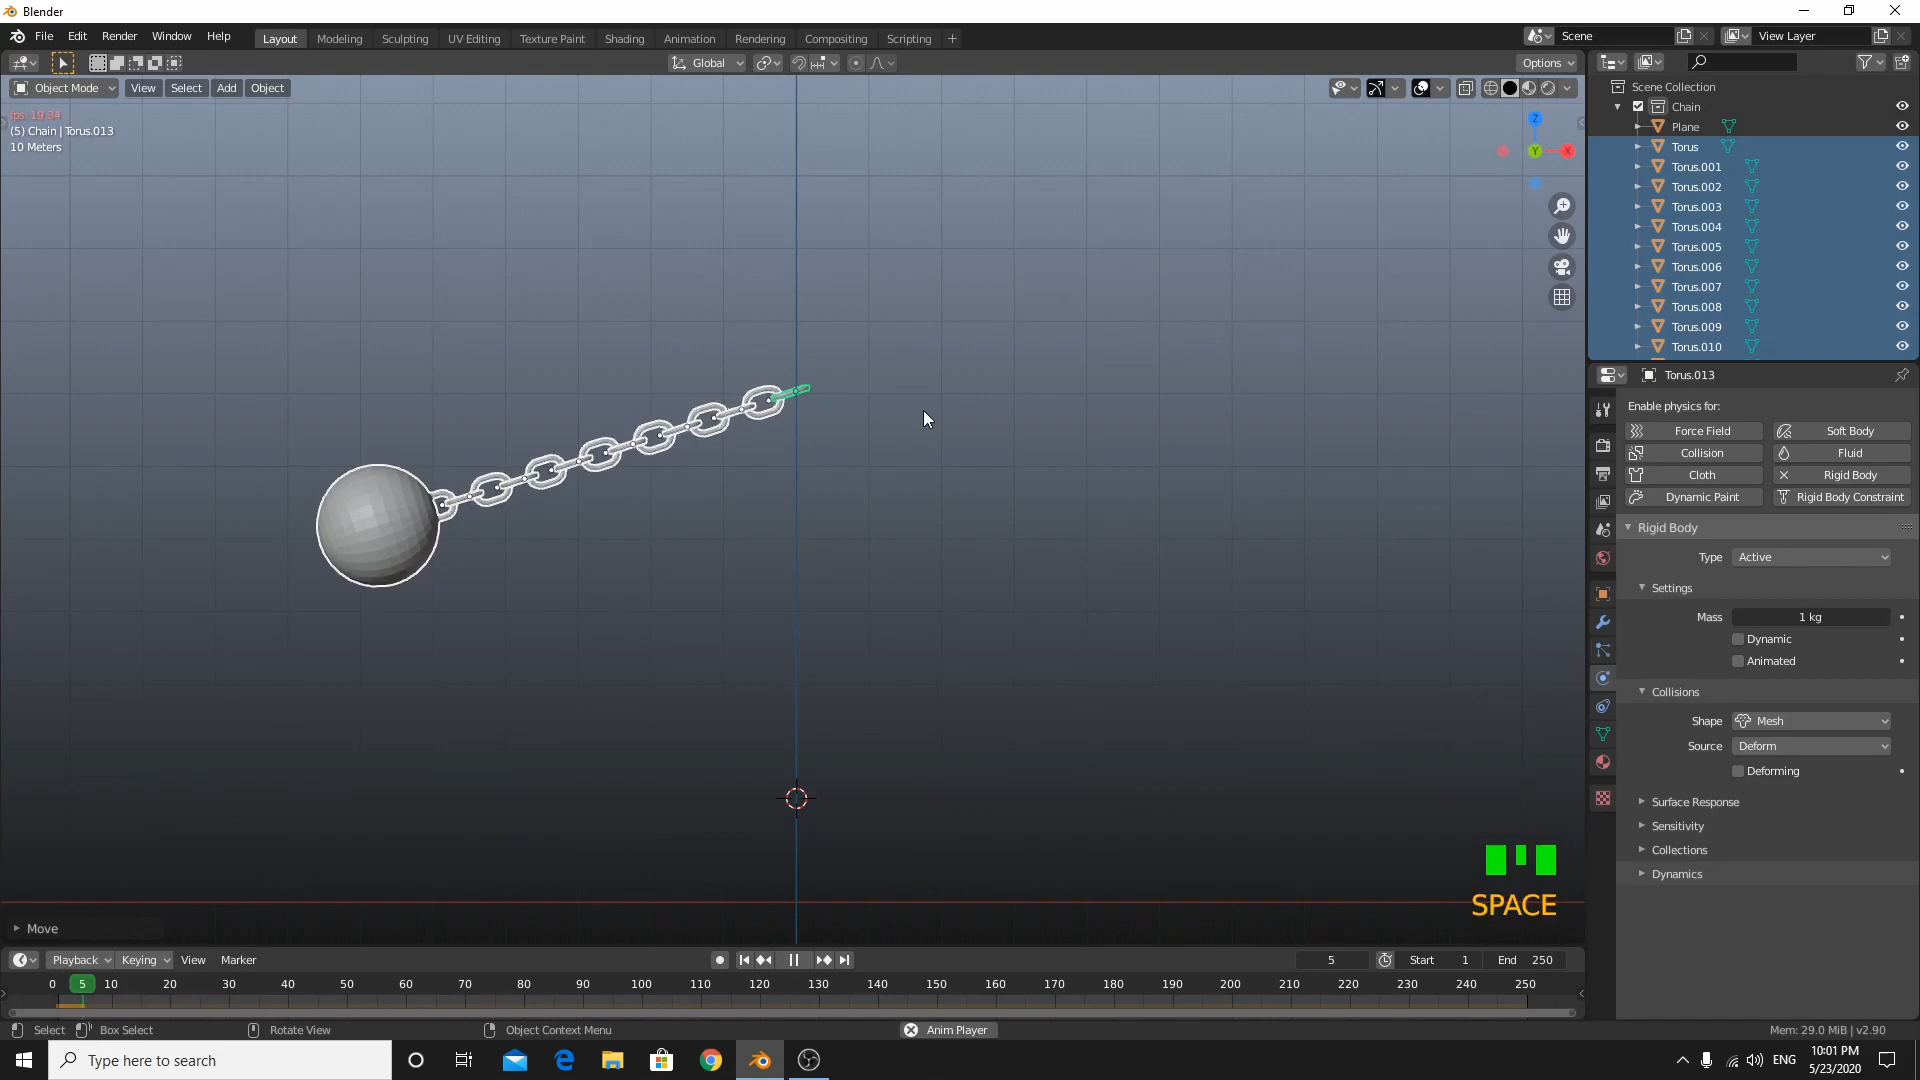 Blender
File Edit Render Window Help
Layout Modeling Sculpting UV Editing Texture Paint Shading Animation Rendering Compositing Scripting +
Scene
View Layer
Global
Options
Object Mode View Select Add Object
fps: 19.34
(5) Chain | Torus.013
10 Meters
Z
Y
X
Scene Collection
Chain
Plane
Torus
Torus.001
Torus.002
Torus.003
Torus.004
Torus.005
Torus.006
Torus.007
Torus.008
Torus.009
Torus.010
Torus.013
Enable physics for:
Force Field Soft Body
Collision Fluid
Cloth Rigid Body
Dynamic Paint Rigid Body Constraint
Rigid Body
Type Active
Settings
Mass 1 kg
Dynamic
Animated
Collisions
Shape Mesh
Source Deform
Deforming
Surface Response
Sensitivity
Collections
Dynamics
SPACE
Move
Playback Keying View Marker
5 Start 1 End 250
0 5 10 20 30 40 50 60 70 80 90 100 110 120 130 140 150 160 170 180 190 200 210 220 230 240 250
Select Box Select Rotate View Object Context Menu Anim Player Mem: 29.0 MiB | v2.90
Type here to search
ENG
10:01 PM
5/23/2020